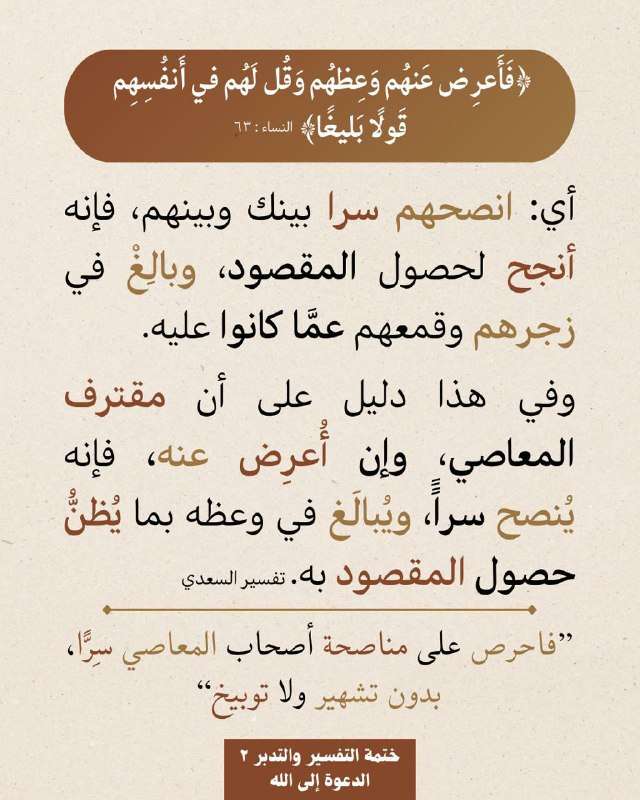 ﴿فَأَعرِض عَنهُم وَعِظهُم وَقُل لَهُم في أَنفُسِهِم
قَولًا بَليغًا﴾ النساء : ٦٣
أي: انصحهم سرا بينك وبينهم، فإنه
أنجح لحصول المقصود، وبالِغْ في
زجرهم وقمعهم عمَّا كانوا عليه.
وفي هذا دليل على أن مقترف
المعاصي، وإن أُعرِض عنه، فإنه
يُنصح سراً، ويُبالَغ في وعظه بما يُظنُّ
حصول المقصود به. تفسير السعدي
”فاحرص على مناصحة أصحاب المعاصي سِرًّا،
بدون تشهير ولا توبيخ“
ختمة التفسير والتدبر ٢
الدعوة إلى الله